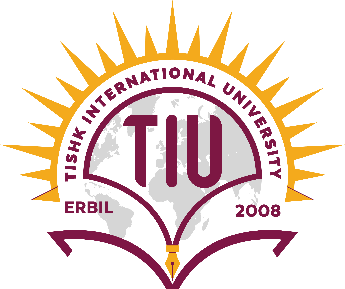 TISHK INTERNATIONAL UNIVERSITY
TIU
ERBIL
2008